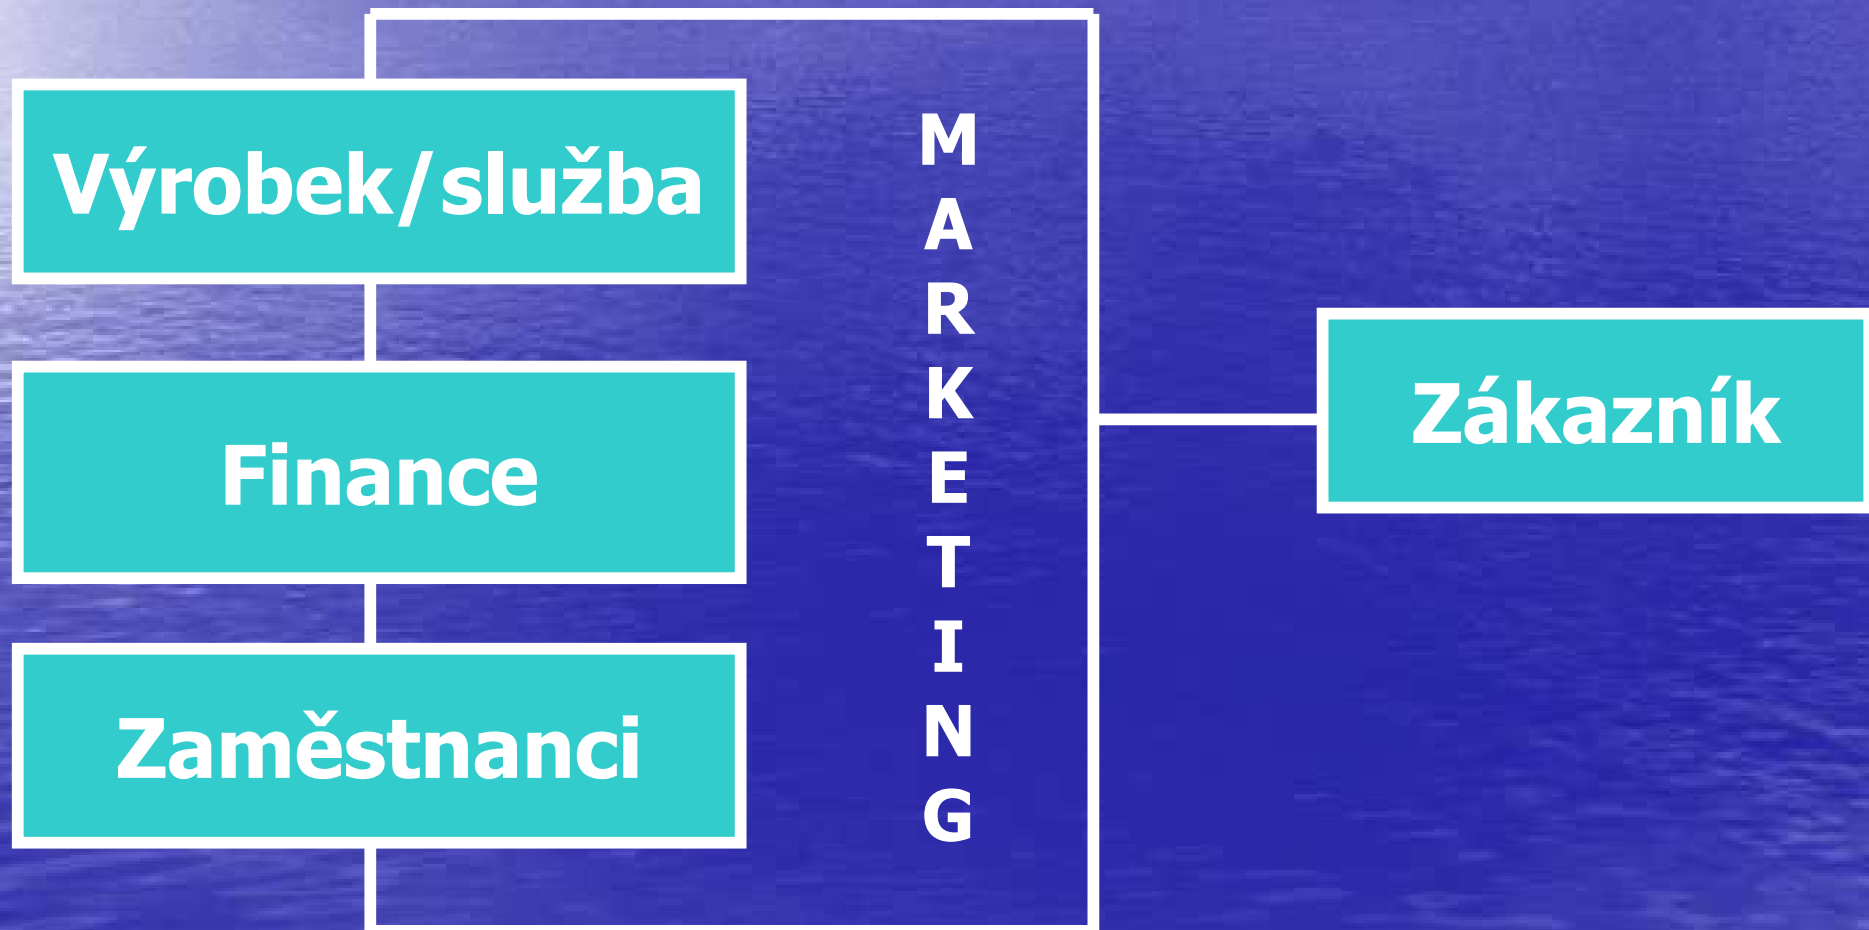 Výrobek/služba
Finance
Zaměstnanci
MARKETING
Zákazník